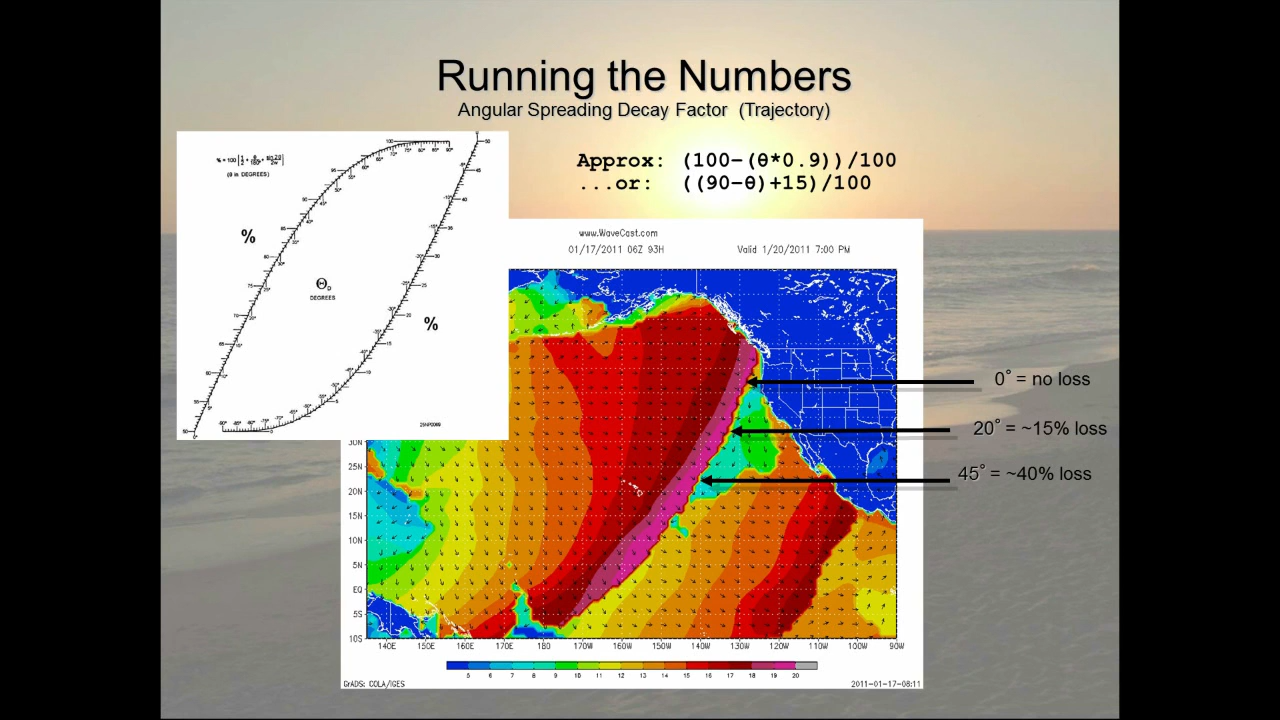 Running the Numbers
Angular Spreading Decay Factor (Trajectory)
Approx: (100-(θ*0.9))/100
...or: ((90-θ)+15)/100
(θ in DEGREES)
%
DEGREES
%
www.WaveCast.com
01/17/2011 06Z 93H Valid 1/20/2011 7:00 PM
0° = no loss
20° = ~15% loss
45° = ~40% loss
30N
25N
20N
15N
10N
5N
EQ
5S
10S
140E 150E 160E 170E 180 170W 160W 150W 140W 130W 120W 110W 100W 90W
5 6 7 8 9 10 11 12 13 14 15 16 17 18 19 20
GrADS: COLA/IGES 2011-01-17-08:11